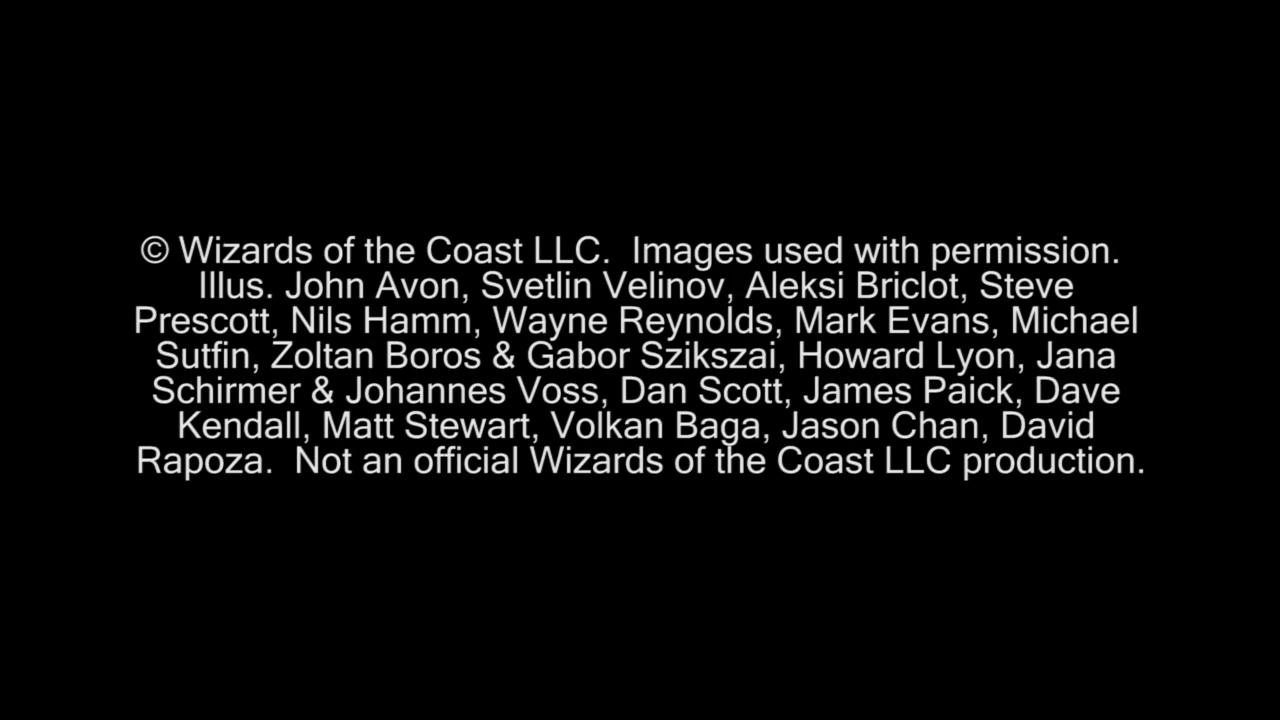 © Wizards of the Coast LLC.  Images used with permission.
Illus. John Avon, Svetlin Velinov, Aleksi Briclot, Steve
Prescott, Nils Hamm, Wayne Reynolds, Mark Evans, Michael
Sutfin, Zoltan Boros & Gabor Szikszai, Howard Lyon, Jana
Schirmer & Johannes Voss, Dan Scott, James Paick, Dave
Kendall, Matt Stewart, Volkan Baga, Jason Chan, David
Rapoza.  Not an official Wizards of the Coast LLC production.